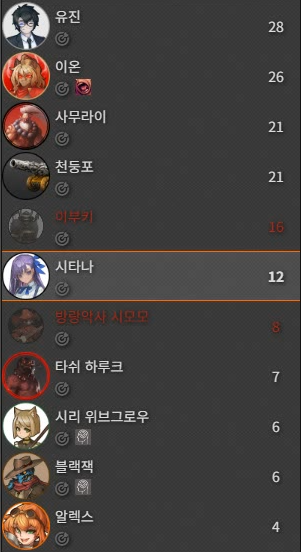 유진 28
이온 26
사무라이 21
천둥포 21
이부키 16
시타나 12
방랑악사 시모모 8
타쉬 하루크 7
시리 위브그로우 6
블랙잭 6
알렉스 4